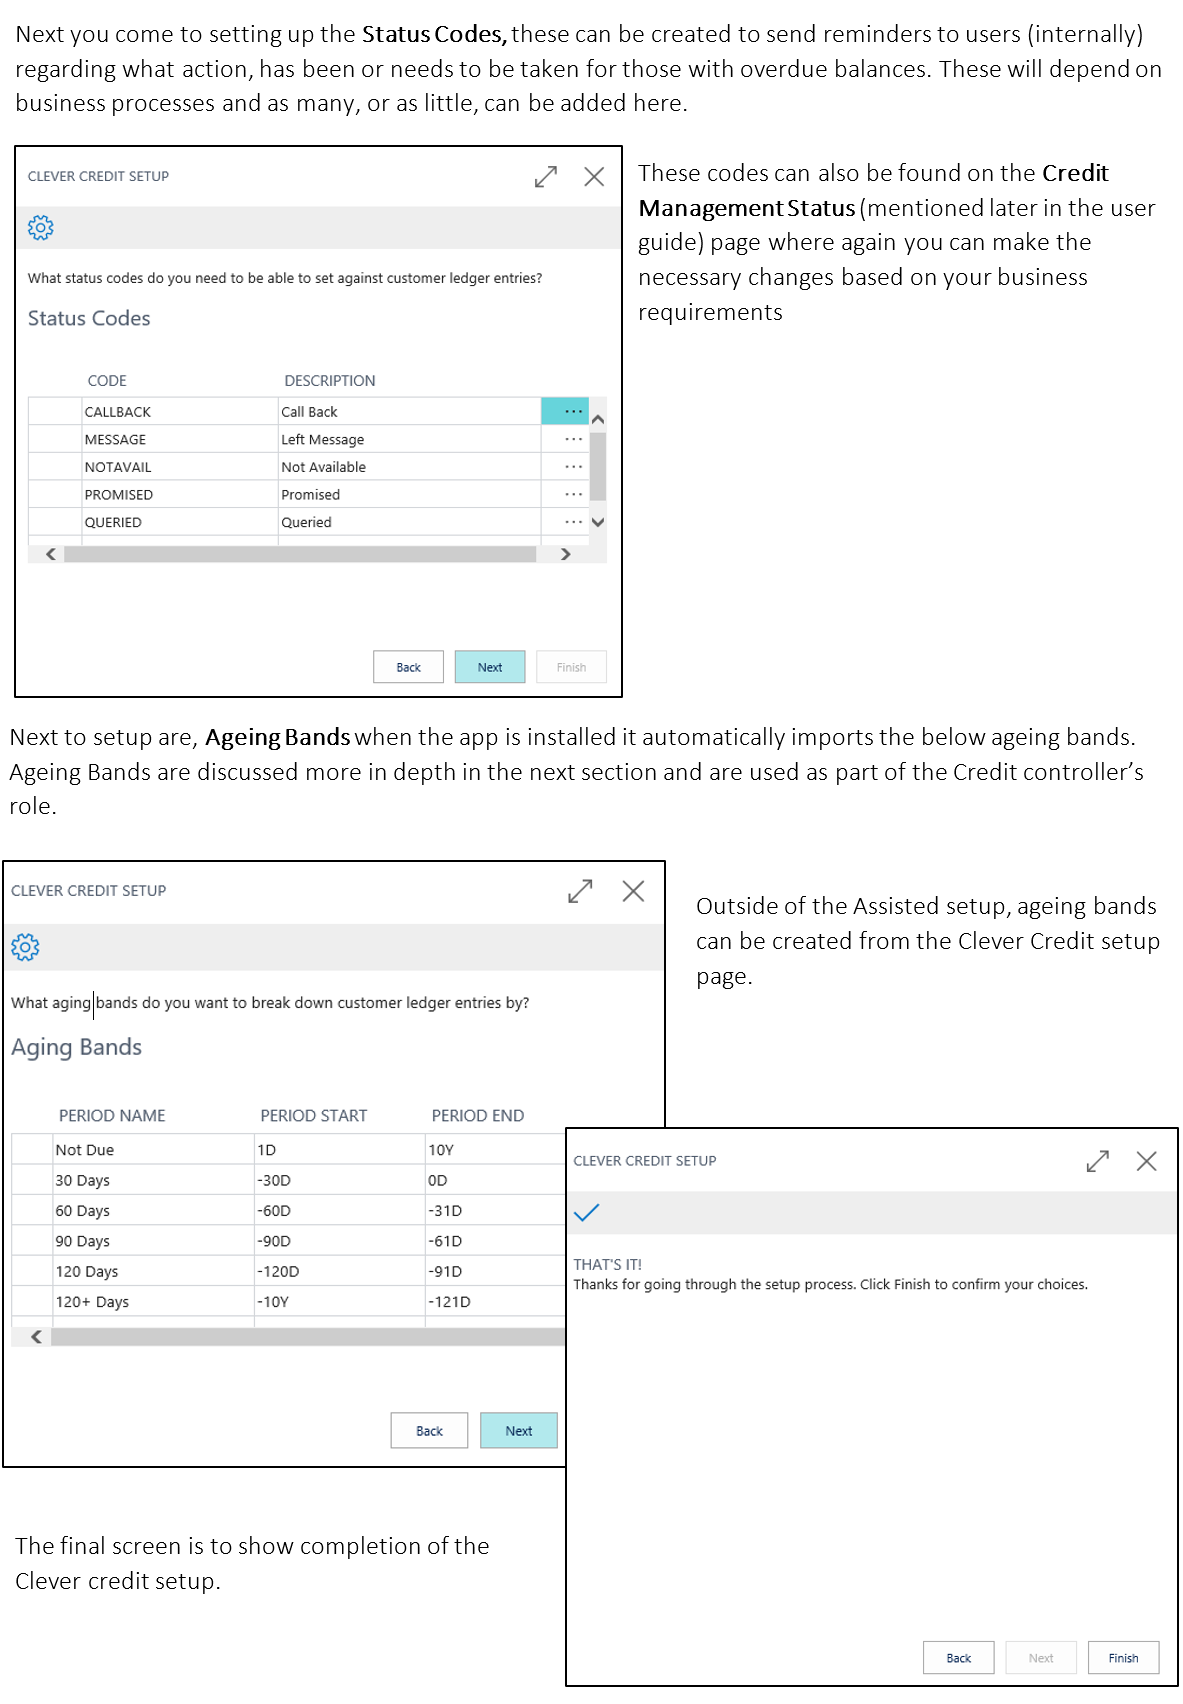 Next you come to setting up the Status Codes, these can be created to send reminders to users (internally)
regarding what action, has been or needs to be taken for those with overdue balances. These will depend on
business processes and as many, or as little, can be added here.
CLEVER CREDIT SETUP
What status codes do you need to be able to set against customer ledger entries?
Status Codes
CODE DESCRIPTION
CALLBACK Call Back ...
MESSAGE Left Message ...
NOTAVAIL Not Available ...
PROMISED Promised ...
QUERIED Queried ...
Back Next Finish
These codes can also be found on the Credit
Management Status (mentioned later in the user
guide) page where again you can make the
necessary changes based on your business
requirements
Next to setup are, Ageing Bands when the app is installed it automatically imports the below ageing bands.
Ageing Bands are discussed more in depth in the next section and are used as part of the Credit controller’s
role.
CLEVER CREDIT SETUP
What aging bands do you want to break down customer ledger entries by?
Aging Bands
PERIOD NAME PERIOD START PERIOD END
Not Due 1D 10Y
30 Days -30D 0D
60 Days -60D -31D
90 Days -90D -61D
120 Days -120D -91D
120+ Days -10Y -121D
Back Next
Outside of the Assisted setup, ageing bands
can be created from the Clever Credit setup
page.
CLEVER CREDIT SETUP
THAT'S IT!
Thanks for going through the setup process. Click Finish to confirm your choices.
Back Next Finish
The final screen is to show completion of the
Clever credit setup.